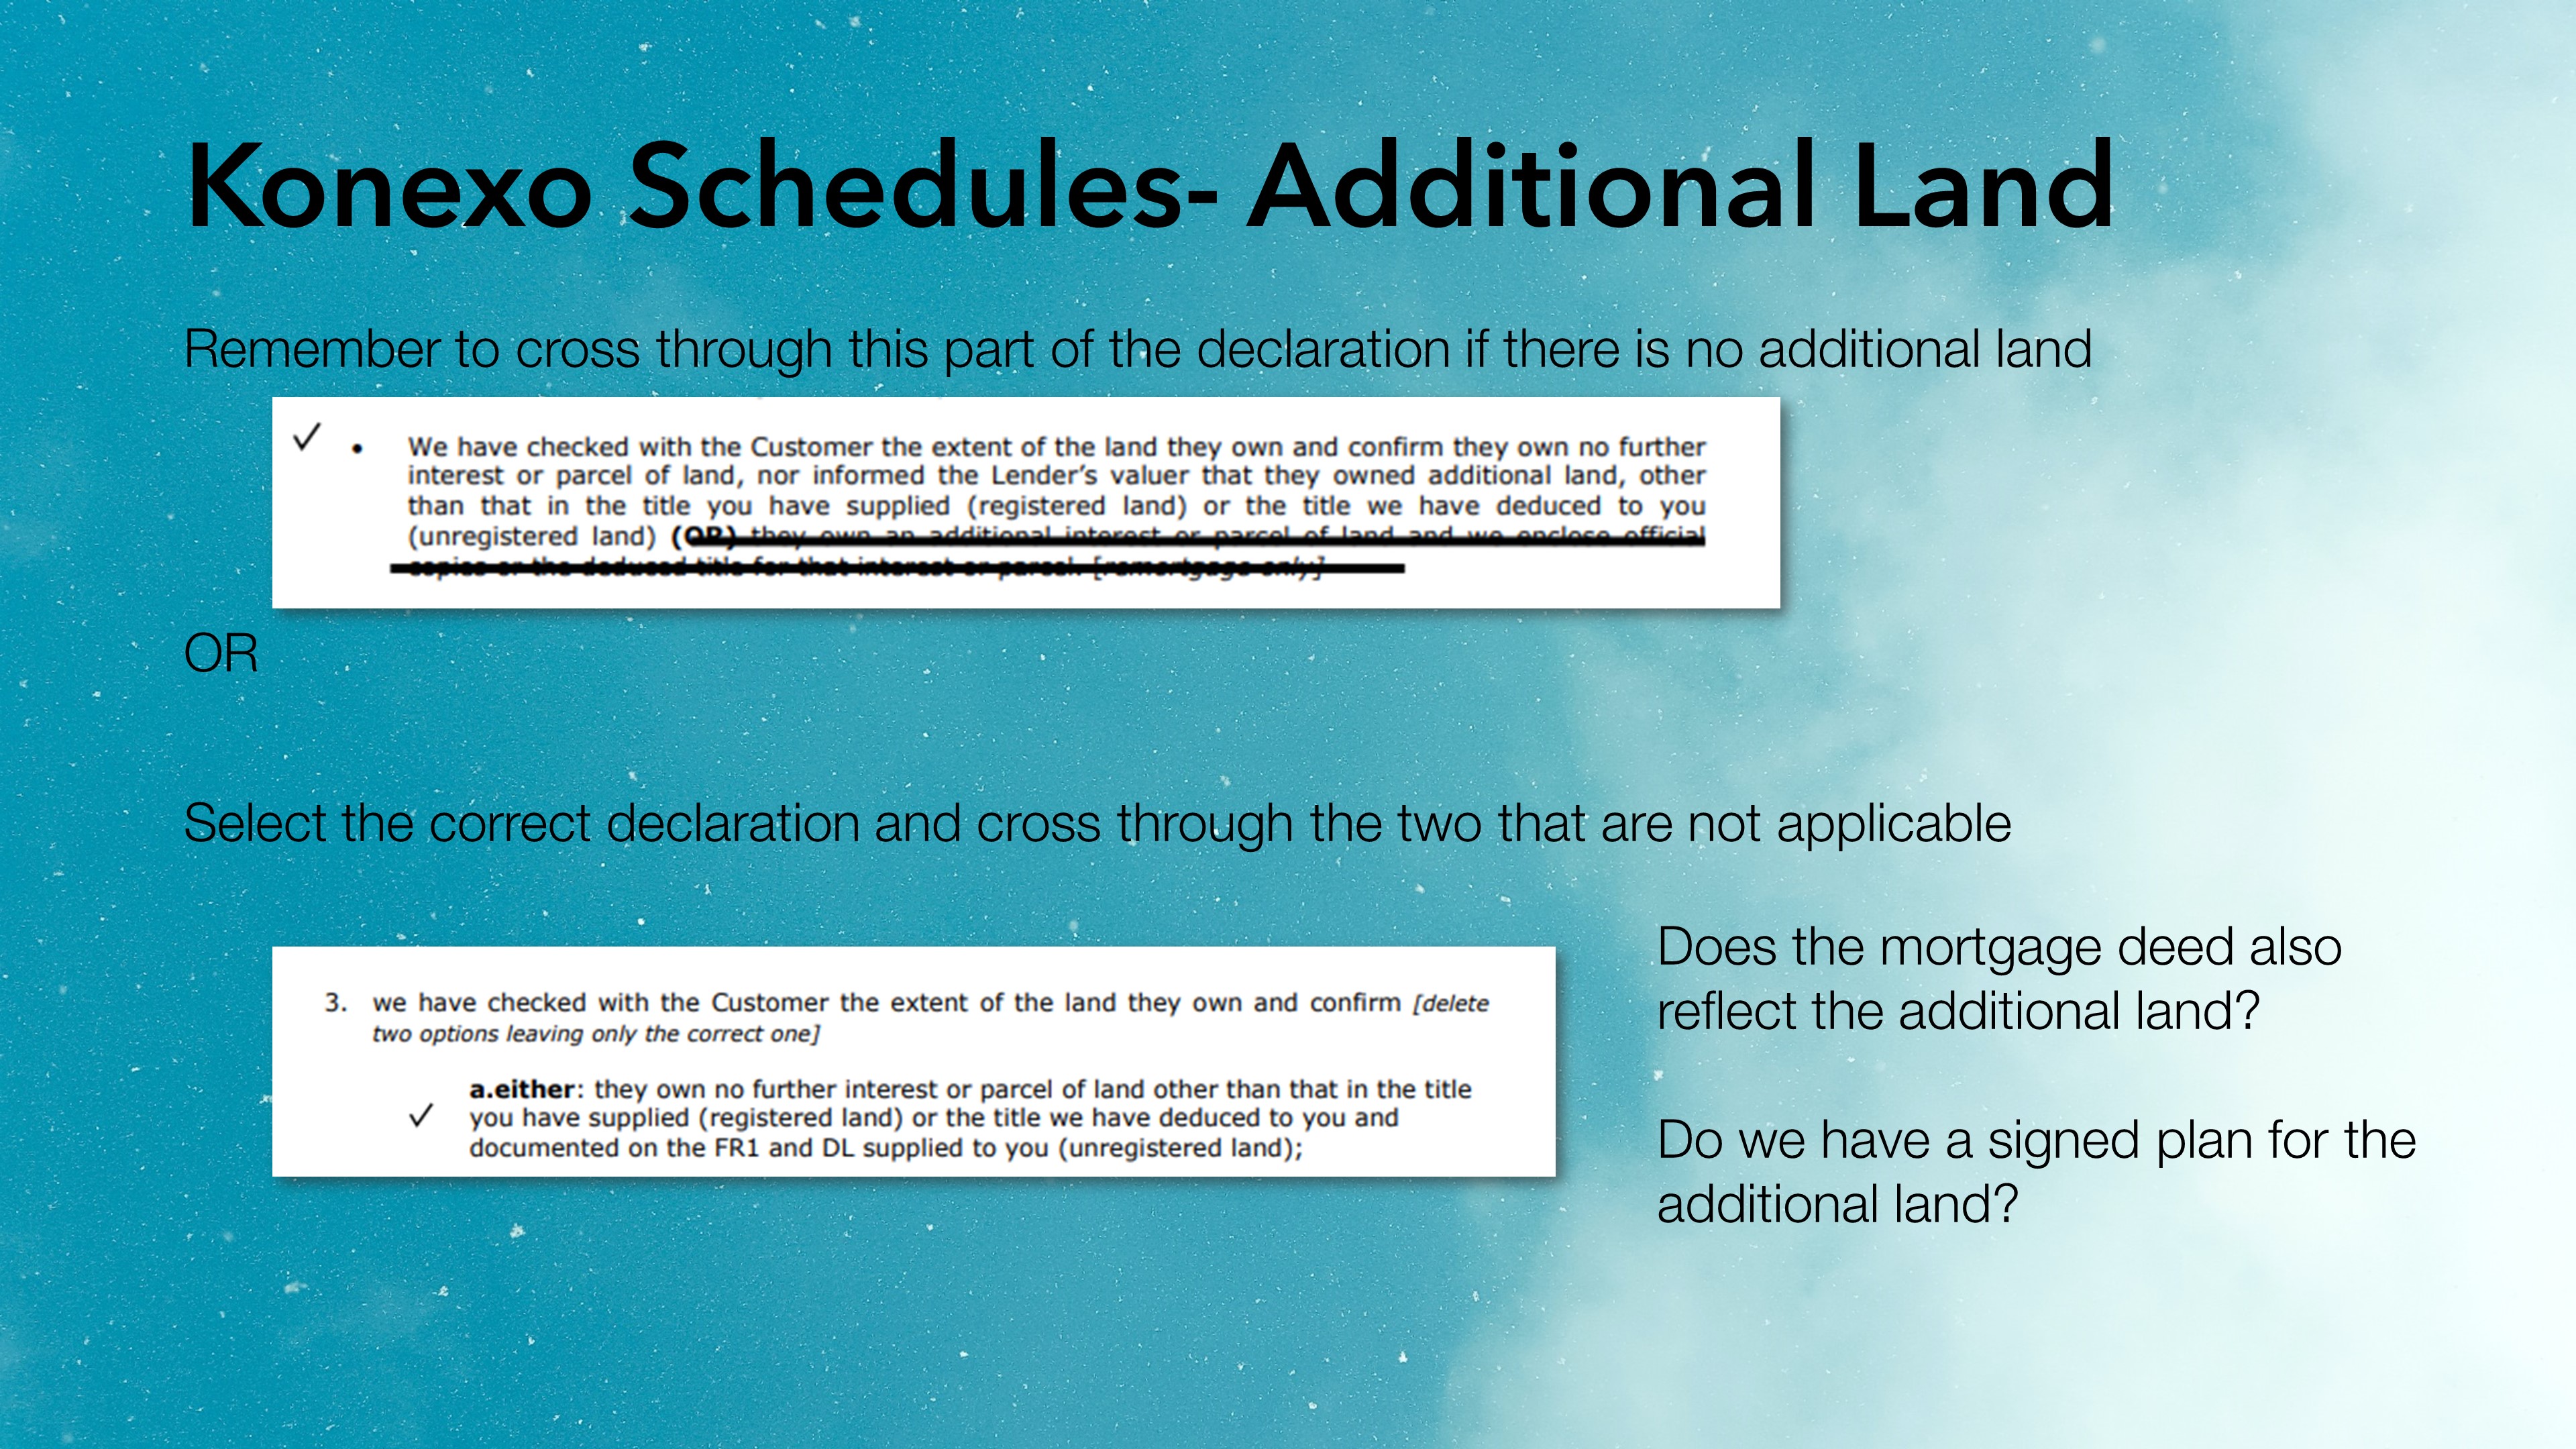 Konexo Schedules- Additional Land
Remember to cross through this part of the declaration if there is no additional land
✓ • We have checked with the Customer the extent of the land they own and confirm they own no further
interest or parcel of land, nor informed the Lender's valuer that they owned additional land, other
than that in the title you have supplied (registered land) or the title we have deduced to you
(unregistered land) (OR) they own an additional interest or parcel of land and we enclose official
copies or the deduced title for that interest or parcel. [remortgage only]
OR
Select the correct declaration and cross through the two that are not applicable
3. we have checked with the Customer the extent of the land they own and confirm [delete
two options leaving only the correct one]
a.either: they own no further interest or parcel of land other than that in the title
✓ you have supplied (registered land) or the title we have deduced to you and
documented on the FR1 and DL supplied to you (unregistered land);
Does the mortgage deed also
reflect the additional land?
Do we have a signed plan for the
additional land?